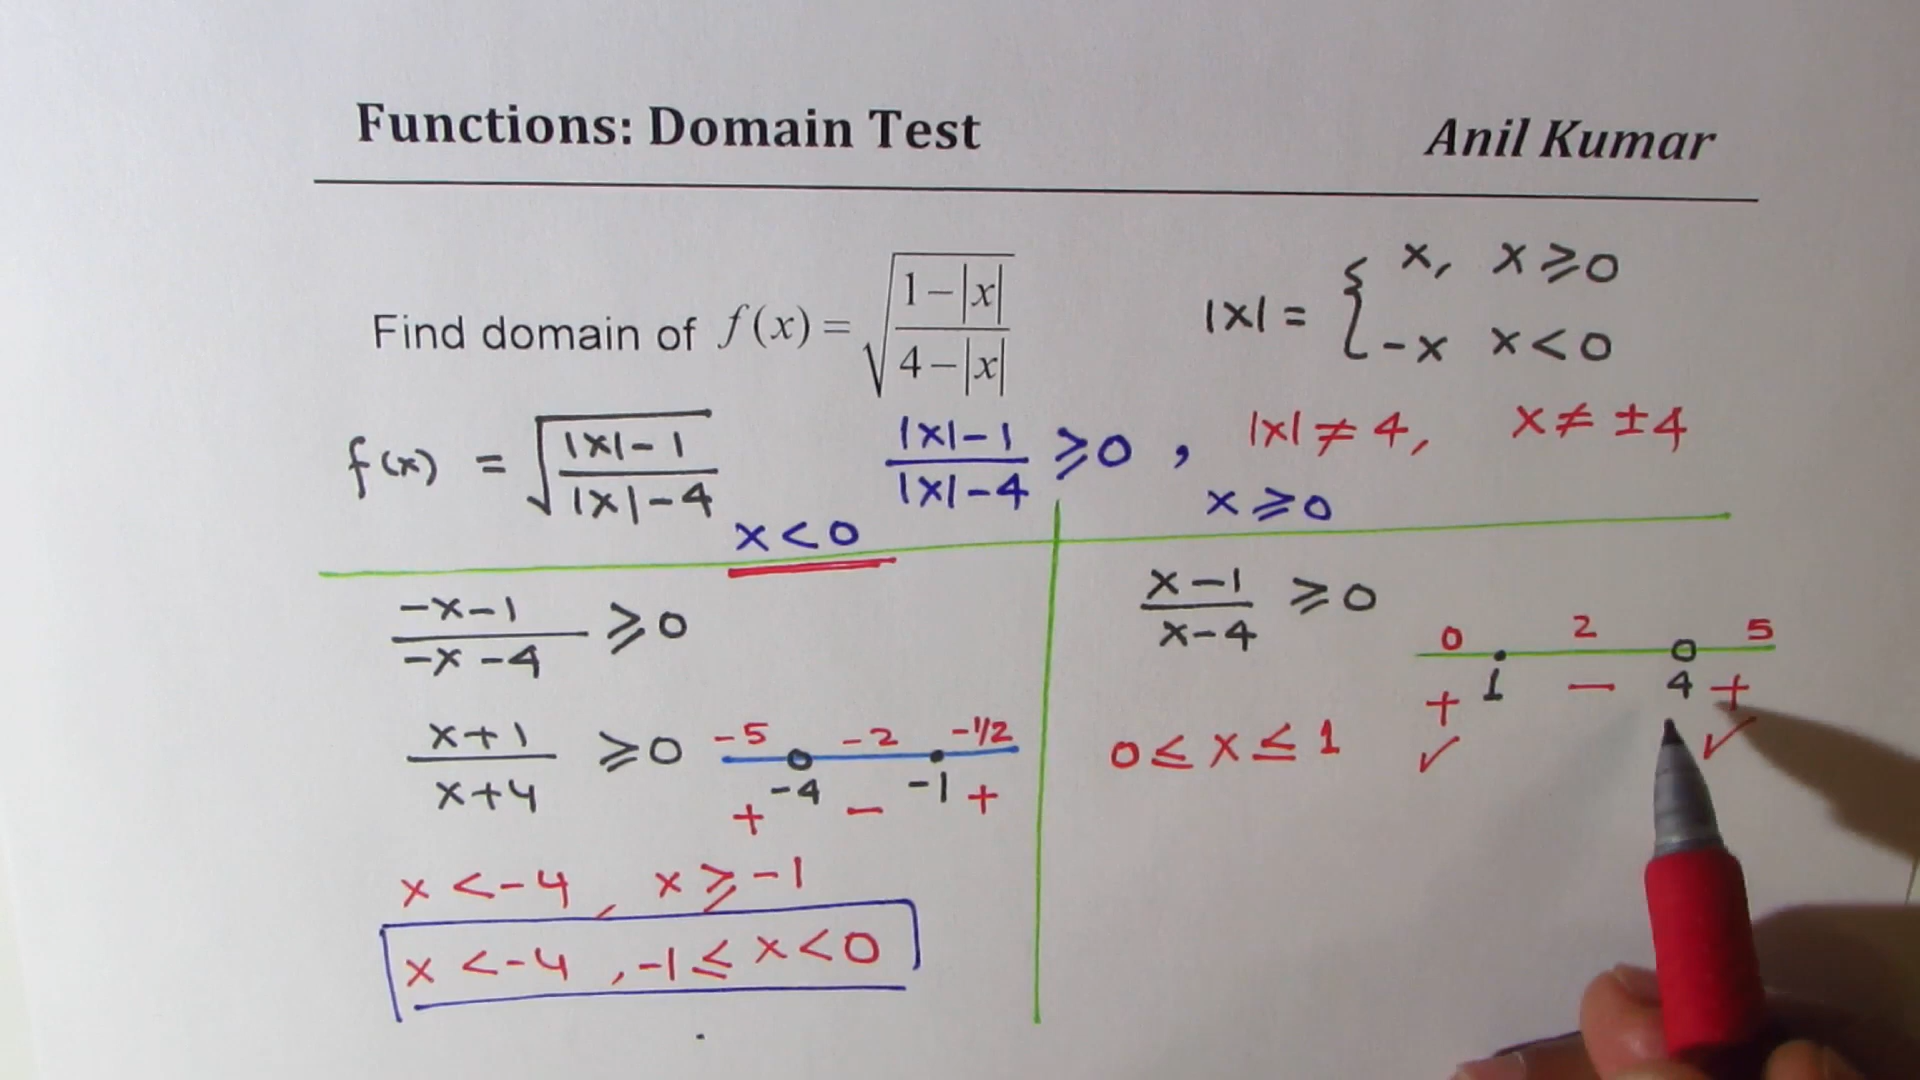 Functions: Domain Test Anil Kumar
Find domain of f(x) = √((1-|x|)/(4-|x|))
|x| = { x, x ≥ 0
-x x < 0
f(x) = √((|x|-1)/(|x|-4)) (|x|-1)/(|x|-4) ≥ 0 , |x| ≠ 4, x ≠ ±4
x < 0 x ≥ 0
(-x-1)/(-x-4) ≥ 0
(x+1)/(x+4) ≥ 0
-5 -2 -1/2
-4 -1
+ - +
x < -4 , x ≥ -1
x < -4 , -1 ≤ x < 0
(x-1)/(x-4) ≥ 0
0 2 5
1 4
+ - +
✓ ✓
0 ≤ x ≤ 1